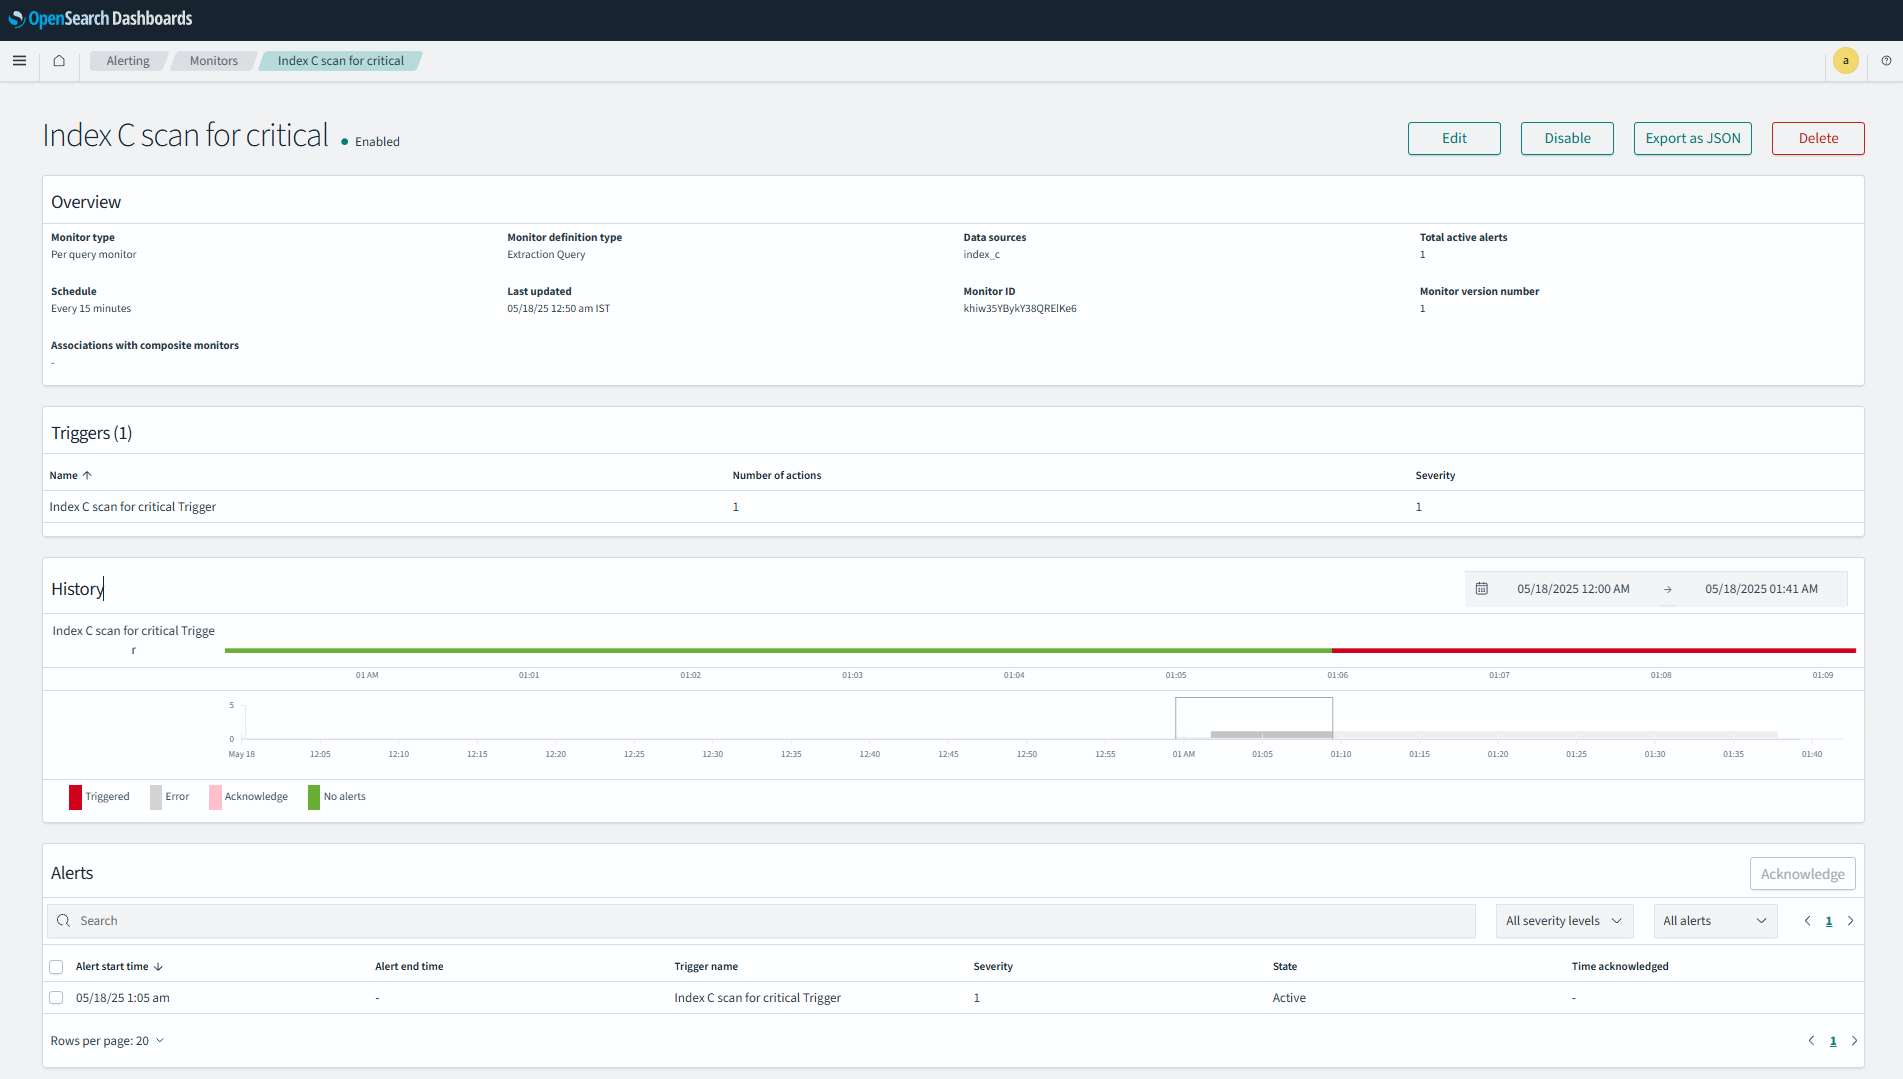 OpenSearch Dashboards
Alerting Monitors Index C scan for critical a
Index C scan for critical Enabled Edit Disable Export as JSON Delete
Overview
Monitor type Monitor definition type Data sources Total active alerts
Per query monitor Extraction Query index_c 1
Schedule Last updated Monitor ID Monitor version number
Every 15 minutes 05/18/25 12:50 am IST khiw35YBykY38QRElKe6 1
Associations with composite monitors
-
Triggers (1)
Name Number of actions Severity
Index C scan for critical Trigger 1 1
History 05/18/2025 12:00 AM → 05/18/2025 01:41 AM
Index C scan for critical Trigge
r
01 AM 01:01 01:02 01:03 01:04 01:05 01:06 01:07 01:08 01:09
5
0
May 18 12:05 12:10 12:15 12:20 12:25 12:30 12:35 12:40 12:45 12:50 12:55 01 AM 01:05 01:10 01:15 01:20 01:25 01:30 01:35 01:40
Triggered Error Acknowledge No alerts
Alerts Acknowledge
Search All severity levels All alerts 1
Alert start time Alert end time Trigger name Severity State Time acknowledged
05/18/25 1:05 am - Index C scan for critical Trigger 1 Active -
Rows per page: 20 1